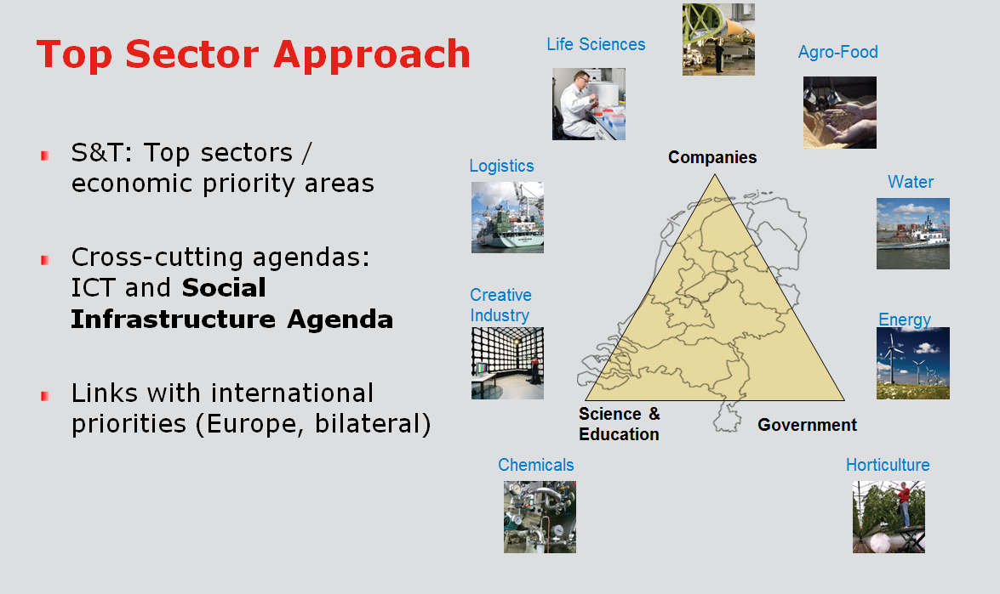 Top Sector Approach
S&T: Top sectors /
economic priority areas
Cross-cutting agendas:
ICT and Social
Infrastructure Agenda
Links with international
priorities (Europe, bilateral)
Life Sciences
Agro-Food
Logistics
Companies
Water
Creative
Industry
Energy
Science &
Education
Government
Chemicals
Horticulture